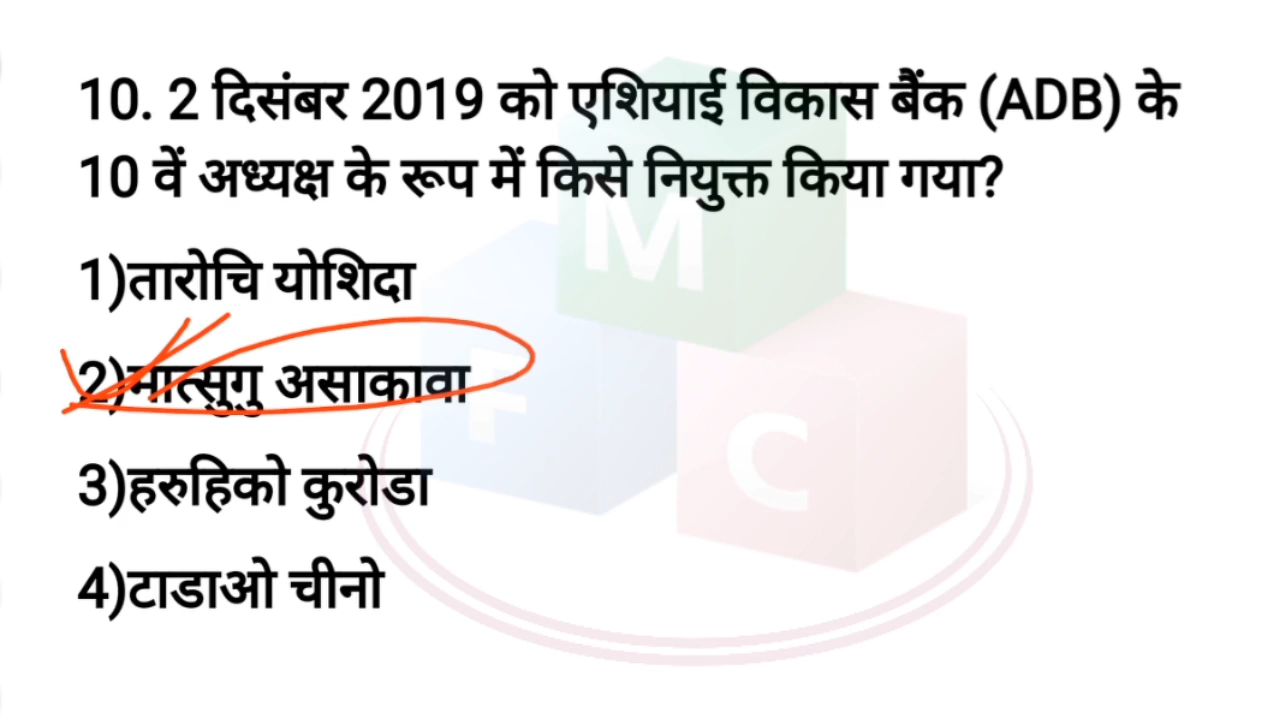 10. 2 दिसंबर 2019 को एशियाई विकास बैंक (ADB) के
10 वें अध्यक्ष के रूप में किसे नियुक्त किया गया?
1)तारोचि योशिदा
2)मात्सुगु असाकावा
3)हरुहिको कुरोडा
4)टाडाओ चीनो
M
F
C